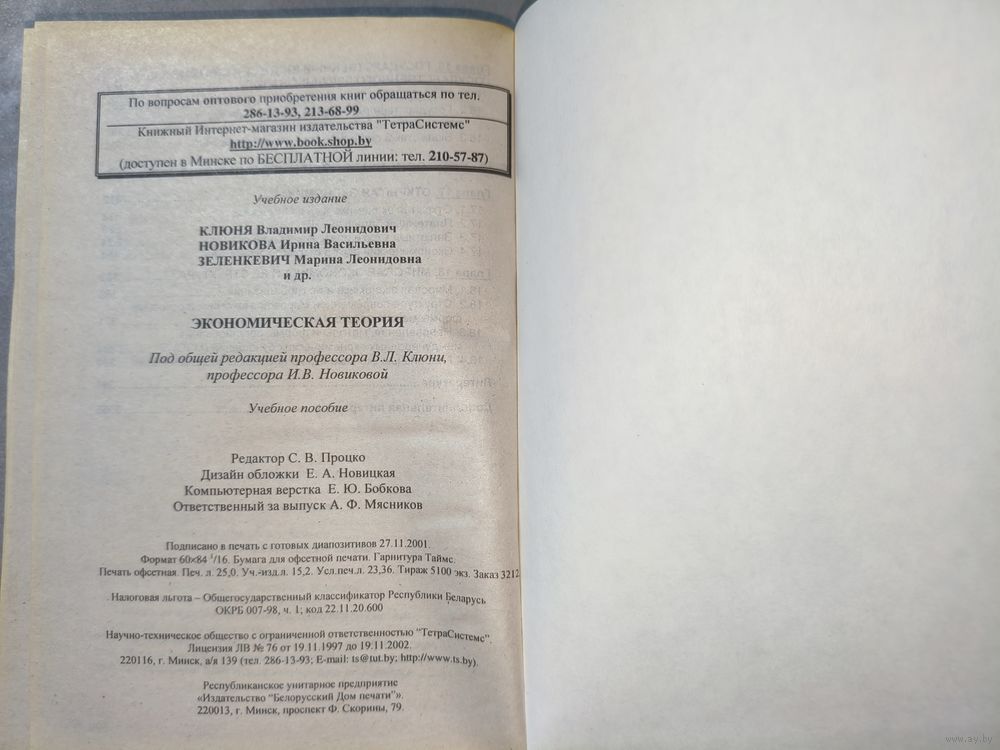 По вопросам оптового приобретения книг обращаться по тел.
286-13-93, 213-68-99
Книжный Интернет-магазин издательства "ТетраСистемс"
http://www.book.shop.by
(доступен в Минске по БЕСПЛАТНОЙ линии: тел. 210-57-87)
Учебное издание
КЛЮНЯ Владимир Леонидович
НОВИКОВА Ирина Васильевна
ЗЕЛЕНКЕВИЧ Марина Леонидовна
и др.
ЭКОНОМИЧЕСКАЯ ТЕОРИЯ
Под общей редакцией профессора В.Л. Клюни,
профессора И.В. Новиковой
Учебное пособие
Редактор С. В. Процко
Дизайн обложки Е. А. Новицкая
Компьютерная верстка Е. Ю. Бобкова
Ответственный за выпуск А. Ф. Мясников
Подписано в печать с готовых диапозитивов 27.11.2001.
Формат 60×84 1/16. Бумага для офсетной печати. Гарнитура Таймс.
Печать офсетная. Печ. л. 25,0. Уч.-изд.л. 15,2. Усл.печ.л. 23,36. Тираж 5100 экз. Заказ 3212
Налоговая льгота – Общегосударственный классификатор Республики Беларусь
ОКРБ 007-98, ч. 1; код 22.11.20.600
Научно-техническое общество с ограниченной ответственностью "ТетраСистемс".
Лицензия ЛВ № 76 от 19.11.1997 до 19.11.2002.
220116, г. Минск, а/я 139 (тел. 286-13-93; E-mail: ts@tut.by; http://www.ts.by).
Республиканское унитарное предприятие
«Издательство "Белорусский Дом печати"».
220013, г. Минск, проспект Ф. Скорины, 79.
www.ay.by